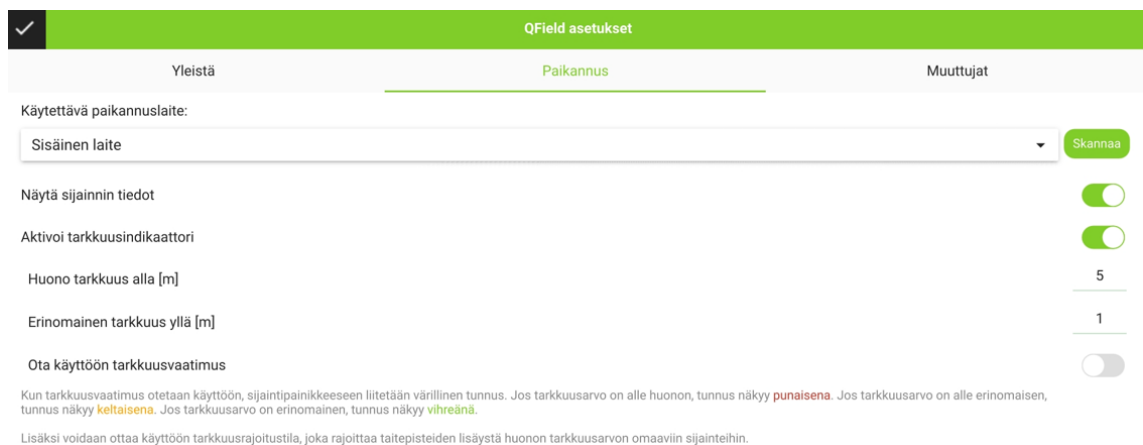 QField asetukset
Yleistä Paikannus Muuttujat
Käytettävä paikannuslaite:
Sisäinen laite Skannaa
Näytä sijainnin tiedot
Aktivoi tarkkuusindikaattori
Huono tarkkuus alla [m] 5
Erinomainen tarkkuus yllä [m] 1
Ota käyttöön tarkkuusvaatimus
Kun tarkkuusvaatimus otetaan käyttöön, sijaintipainikkeeseen liitetään värillinen tunnus. Jos tarkkuusarvo on alle huonon, tunnus näkyy punaisena. Jos tarkkuusarvo on alle erinomaisen,
tunnus näkyy keltaisena. Jos tarkkuusarvo on erinomainen, tunnus näkyy vihreänä.
Lisäksi voidaan ottaa käyttöön tarkkuusrajoitustila, joka rajoittaa taitepisteiden lisäystä huonon tarkkuusarvon omaaviin sijainteihin.